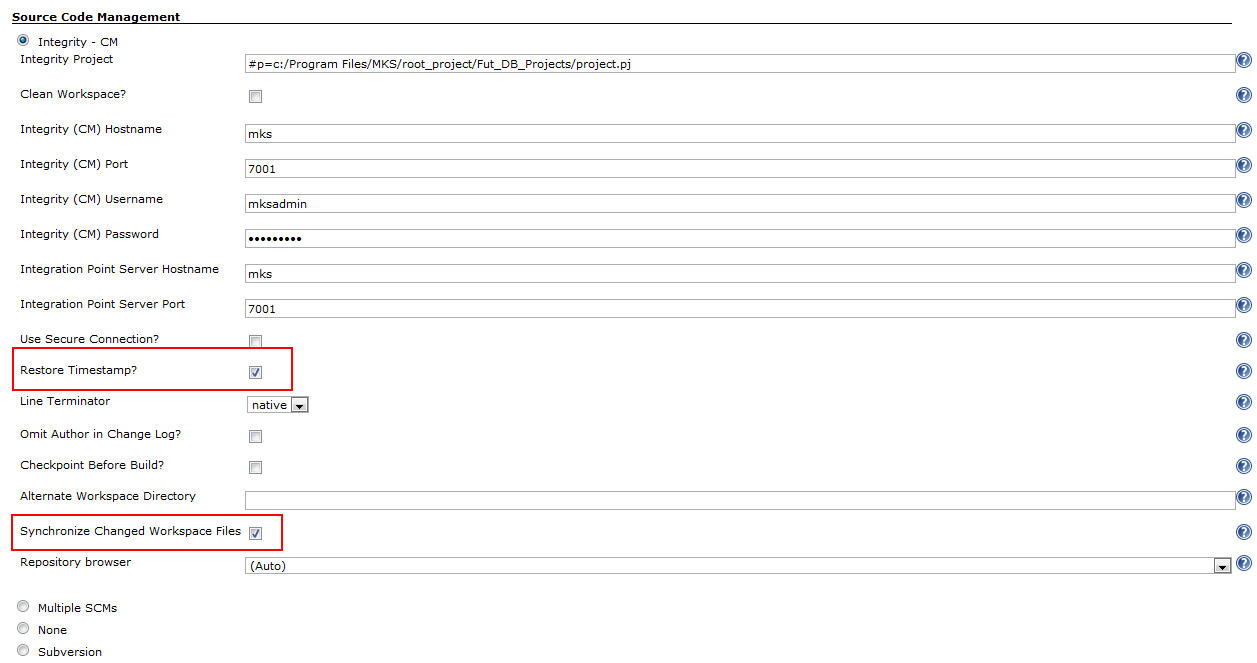 Source Code Management
Integrity - CM
Integrity Project #p=c:/Program Files/MKS/root_project/Fut_DB_Projects/project.pj
Clean Workspace?
Integrity (CM) Hostname mks
Integrity (CM) Port 7001
Integrity (CM) Username mksadmin
Integrity (CM) Password •••••••••
Integration Point Server Hostname mks
Integration Point Server Port 7001
Use Secure Connection?
Restore Timestamp?
Line Terminator native
Omit Author in Change Log?
Checkpoint Before Build?
Alternate Workspace Directory
Synchronize Changed Workspace Files
Repository browser (Auto)
Multiple SCMs
None
Subversion